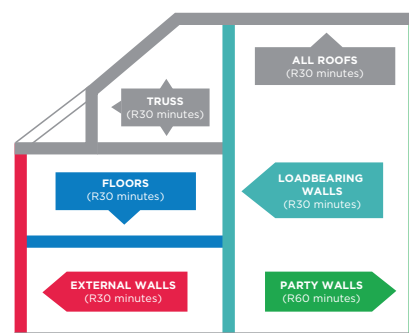 ALL ROOFS
(R30 minutes)
TRUSS
(R30 minutes)
FLOORS
(R30 minutes)
LOADBEARING
WALLS
(R30 minutes)
EXTERNAL WALLS
(R30 minutes)
PARTY WALLS
(R60 minutes)